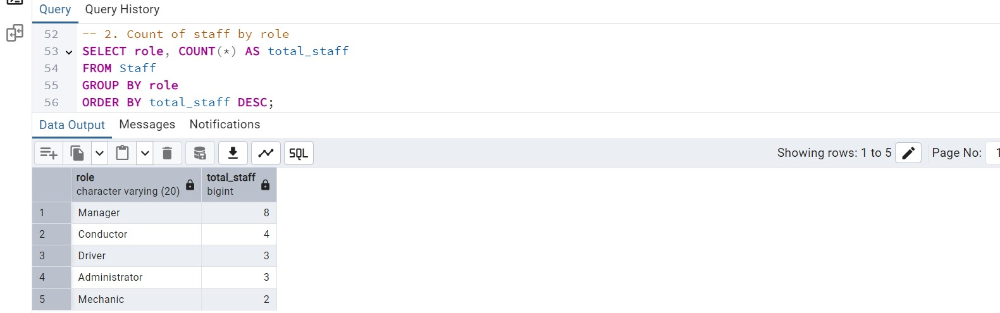 Query Query History
52 -- 2. Count of staff by role
53 SELECT role, COUNT(*) AS total_staff
54 FROM Staff
55 GROUP BY role
56 ORDER BY total_staff DESC;
Data Output Messages Notifications
SQL Showing rows: 1 to 5 Page No: 1
role total_staff
character varying (20) bigint
1 Manager 8
2 Conductor 4
3 Driver 3
4 Administrator 3
5 Mechanic 2